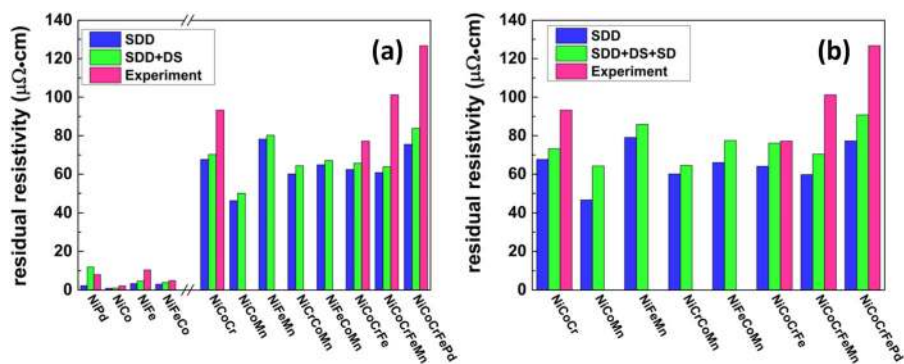 140
120
100
80
60
40
20
0
residual resistivity (μΩ•cm)
SDD
SDD+DS
Experiment
(a)
NiPd
NiCo
NiFe
NiFeCo
NiCoCr
NiCoMn
NiFeMn
NiCrCoMn
NiFeCoMn
NiCoCrFe
NiCoCrFeMn
NiCoCrFePd
140
120
100
80
60
40
20
0
residual resistivity (μΩ•cm)
SDD
SDD+DS+SD
Experiment
(b)
NiCoCr
NiCoMn
NiFeMn
NiCrCoMn
NiFeCoMn
NiCoCrFe
NiCoCrFeMn
NiCoCrFePd